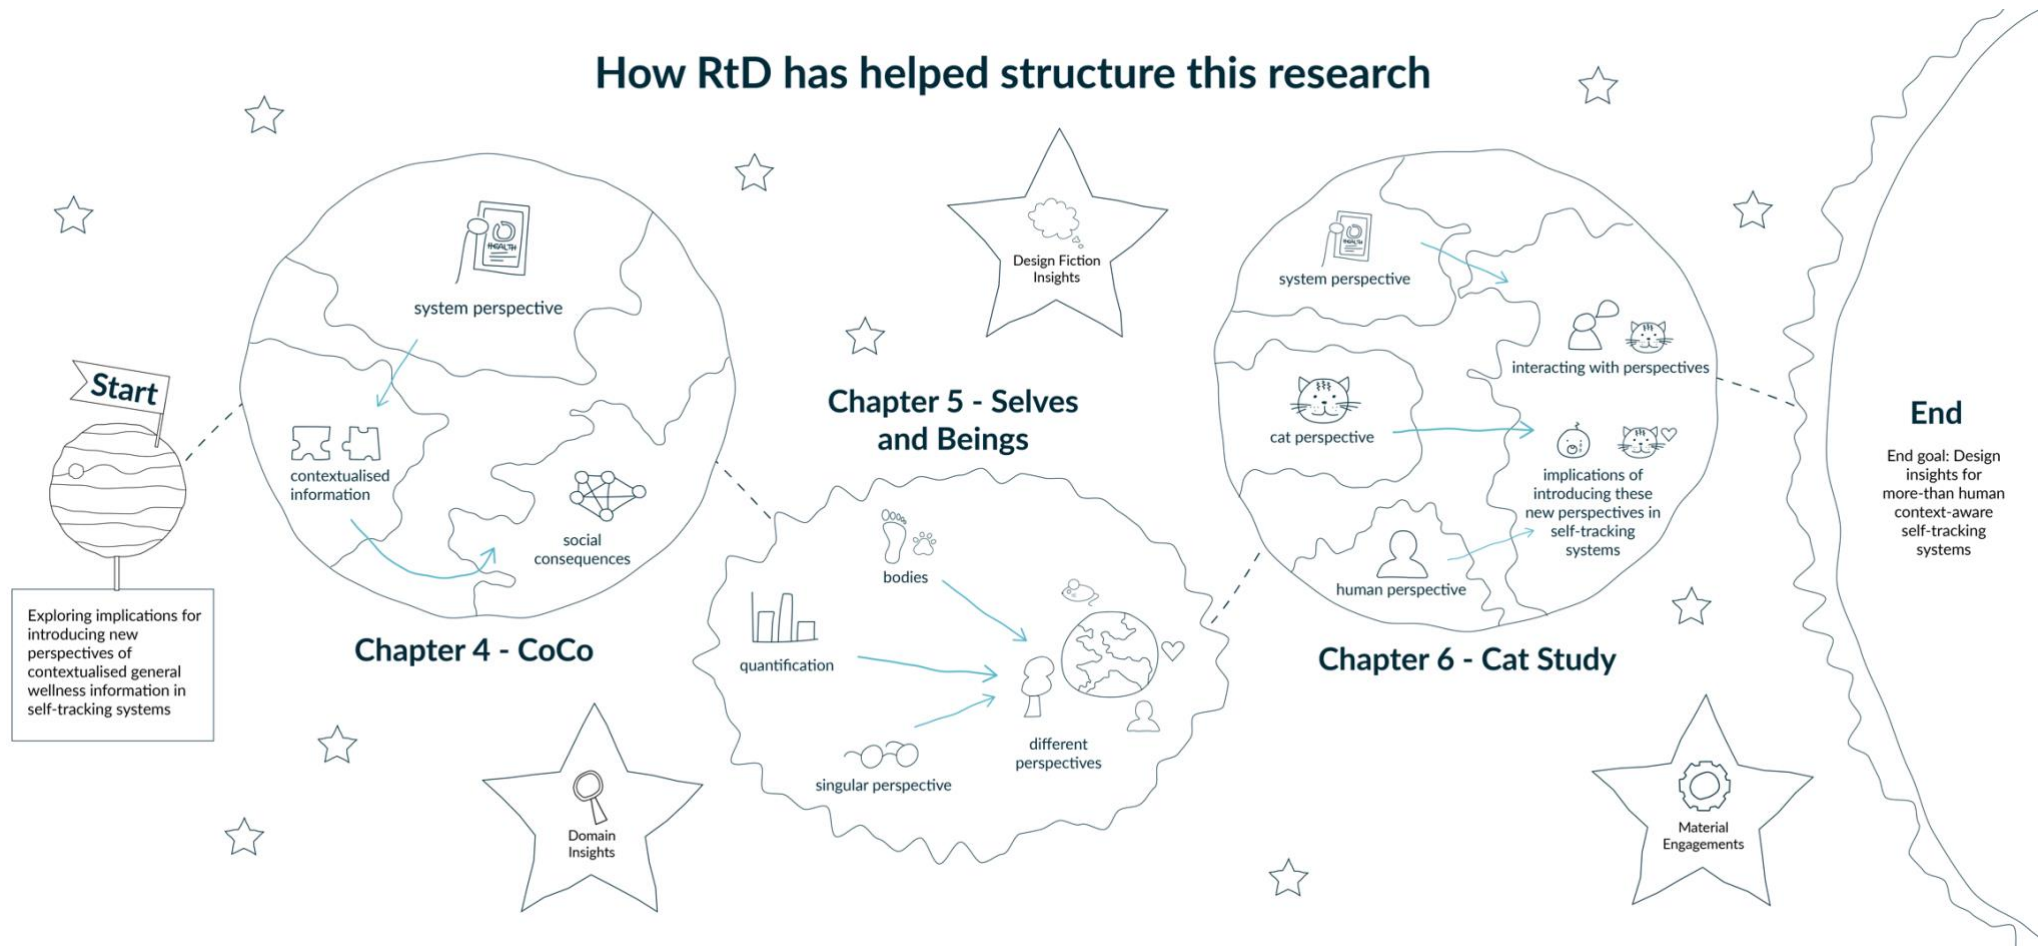 How RtD has helped structure this research
Start
Exploring implications for
introducing new
perspectives of
contextualised general
wellness information in
self-tracking systems
HEALTH
system perspective
contextualised
information
social
consequences
Chapter 4 - CoCo
Domain
Insights
Design Fiction
Insights
Chapter 5 - Selves
and Beings
bodies
quantification
singular perspective
different
perspectives
HEALTH
system perspective
cat perspective
human perspective
interacting with perspectives
implications of
introducing these
new perspectives in
self-tracking
systems
Chapter 6 - Cat Study
Material
Engagements
End
End goal: Design
insights for
more-than human
context-aware
self-tracking
systems